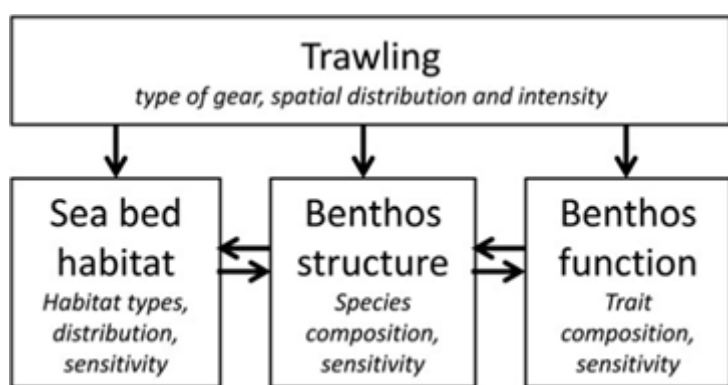 Trawling
type of gear, spatial distribution and intensity
Sea bed
habitat
Habitat types,
distribution,
sensitivity
Benthos
structure
Species
composition,
sensitivity
Benthos
function
Trait
composition,
sensitivity